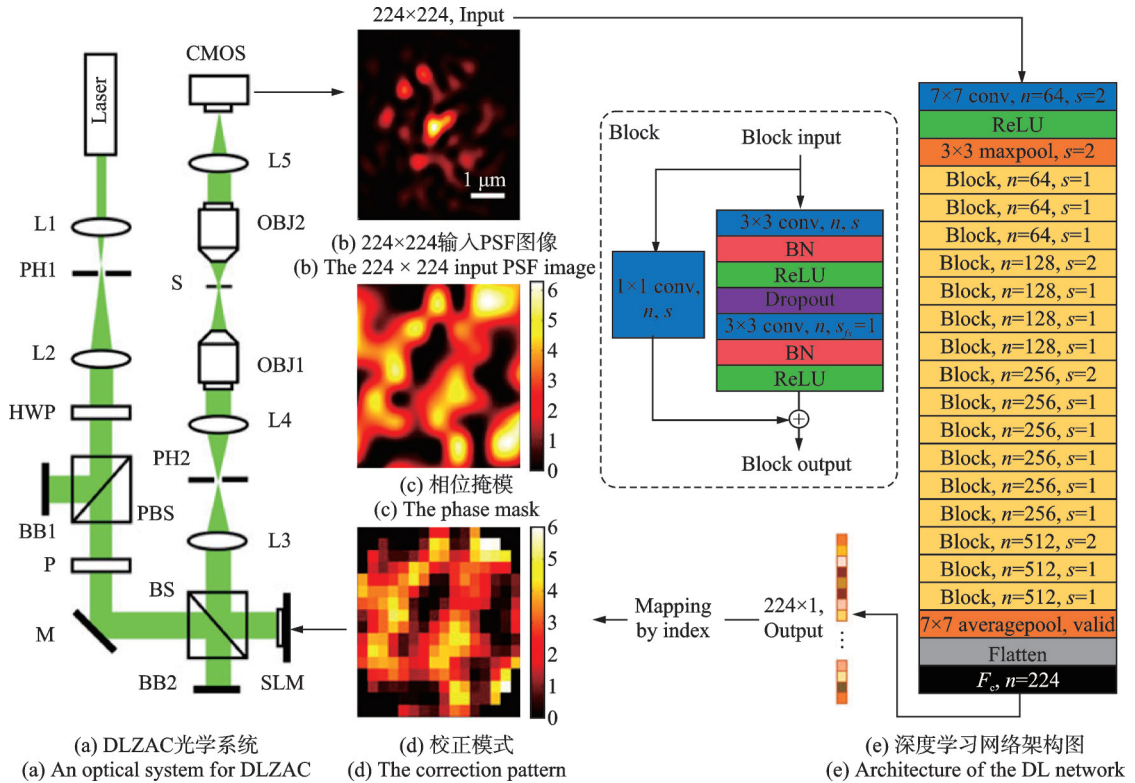 Laser
L1
PH1
L2
HWP
PBS
BB1
P
M
CMOS
L5
OBJ2
S
OBJ1
L4
PH2
L3
BS
BB2
SLM
(a) DLZAC光学系统
(a) An optical system for DLZAC
224×224, Input
1 μm
(b) 224×224输入PSF图像
(b) The 224 × 224 input PSF image
6
5
4
3
2
1
0
(c) 相位掩模
(c) The phase mask
6
5
4
3
2
1
0
(d) 校正模式
(d) The correction pattern
Block
Block input
1×1 conv,
n, s
3×3 conv, n, s
BN
ReLU
Dropout
3×3 conv, n, s_fs=1
BN
ReLU
+
Block output
7×7 conv, n=64, s=2
ReLU
3×3 maxpool, s=2
Block, n=64, s=1
Block, n=64, s=1
Block, n=64, s=1
Block, n=128, s=2
Block, n=128, s=1
Block, n=128, s=1
Block, n=128, s=1
Block, n=256, s=2
Block, n=256, s=1
Block, n=256, s=1
Block, n=256, s=1
Block, n=256, s=1
Block, n=256, s=1
Block, n=512, s=2
Block, n=512, s=1
Block, n=512, s=1
7×7 averagepool, valid
Flatten
F_c, n=224
224×1,
Output
⋮
Mapping
by index
(e) 深度学习网络架构图
(e) Architecture of the DL network